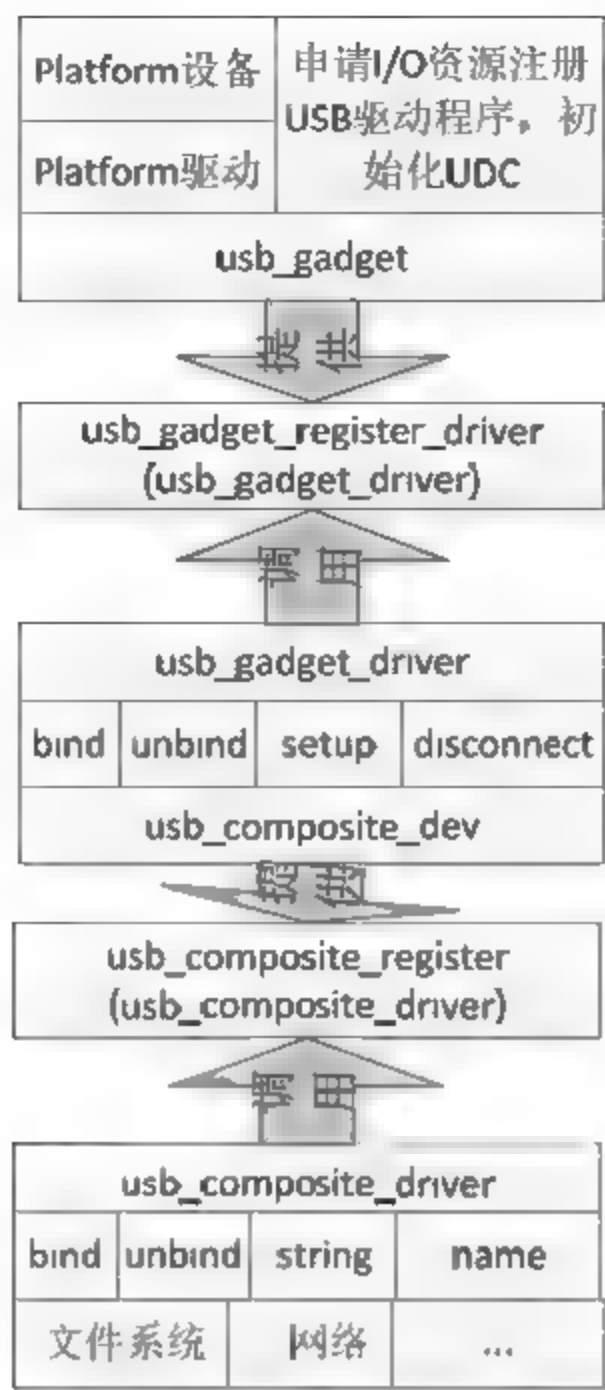 Platform设备
申请I/O资源注册
USB驱动程序，初
始化UDC
Platform驱动
usb_gadget
提供
usb_gadget_register_driver
(usb_gadget_driver)
调用
usb_gadget_driver
bind unbind setup disconnect
usb_composite_dev
提供
usb_composite_register
(usb_composite_driver)
调用
usb_composite_driver
bind unbind string name
文件系统 网络 ...